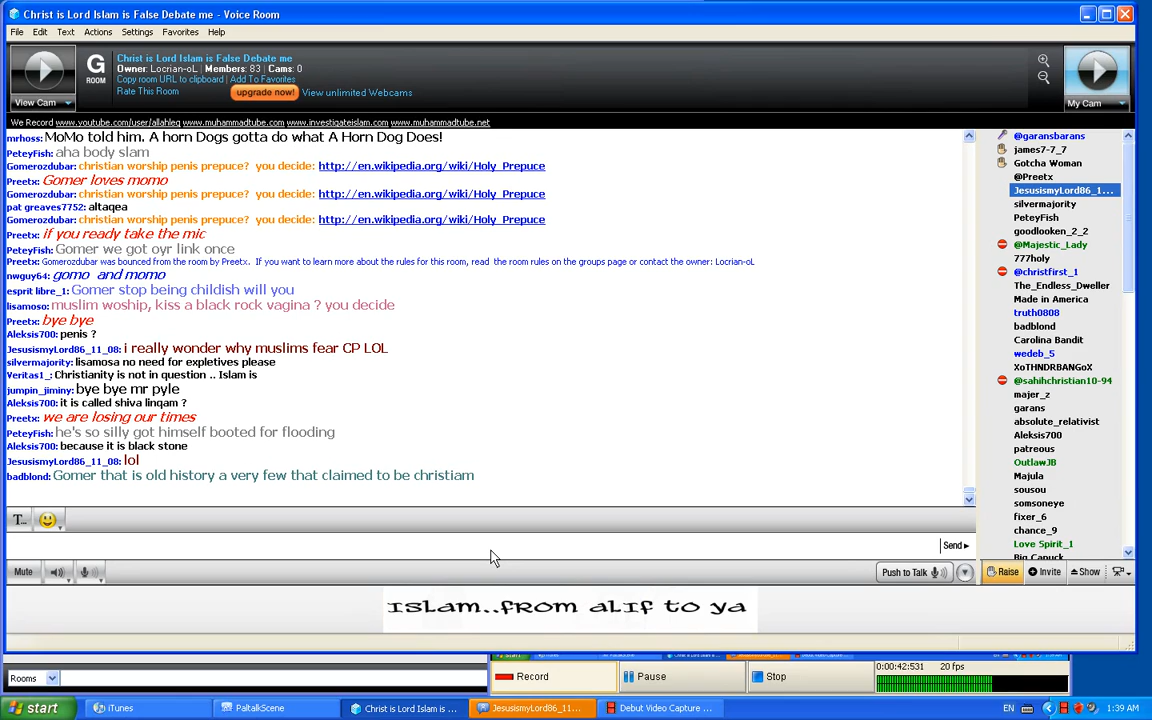 Christ is Lord Islam is False Debate me - Voice Room
File Edit Text Actions Settings Favorites Help
View Cam
G
ROOM
Christ is Lord Islam is False Debate me
Owner: Locrian-oL | Members: 83 | Cams: 0
Copy room URL to clipboard | Add To Favorites
Rate This Room upgrade now! View unlimited Webcams
My Cam
We Record www.youtube.com/user/allahleg www.muhammadtube.com www.investigateislam.com www.muhammadtube.net
mrhoss: MoMo told him. A horn Dogs gotta do what A Horn Dog Does!
PeteyFish: aha body slam
Gomerozdubar: christian worship penis prepuce? you decide: http://en.wikipedia.org/wiki/Holy_Prepuce
Preetx: Gomer loves momo
Gomerozdubar: christian worship penis prepuce? you decide: http://en.wikipedia.org/wiki/Holy_Prepuce
pat greaves7752: altaqea
Gomerozdubar: christian worship penis prepuce? you decide: http://en.wikipedia.org/wiki/Holy_Prepuce
Preetx: if you ready take the mic
PeteyFish: Gomer we got oyr link once
Preetx: Gomerozdubar was bounced from the room by Preetx. If you want to learn more about the rules for this room, read the room rules on the groups page or contact the owner: Locrian-oL
nwguy64: gomo and momo
esprit libre_1: Gomer stop being childish will you
lisamoso: muslim woship, kiss a black rock vagina ? you decide
Preetx: bye bye
Aleksis700: penis ?
JesusismyLord86_11_08: i really wonder why muslims fear CP LOL
silvermajority: lisamosa no need for expletives please
Veritas1_: Christianity is not in question .. Islam is
jumpin_jiminy: bye bye mr pyle
Aleksis700: it is called shiva linqam ?
Preetx: we are losing our times
PeteyFish: he's so silly got himself booted for flooding
Aleksis700: because it is black stone
JesusismyLord86_11_08: lol
badblond: Gomer that is old history a very few that claimed to be christiam
@garansbarans
james7-7_7
Gotcha Woman
@Preetx
JesusismyLord86_1...
silvermajority
PeteyFish
goodlooken_2_2
@Majestic_Lady
777holy
@christfirst_1
The_Endless_Dweller
Made in America
truth0808
badblond
Carolina Bandit
wedeb_5
XoTHNDRBANGoX
@sahihchristian10-94
majer_z
garans
absolute_relativist
Aleksis700
patreous
OutlawJB
Majula
sousou
somsoneye
fixer_6
chance_9
Love Spirit_1
Big Capuck
T...
Send
Mute Push to Talk Raise Invite Show
ISLAM..FROM ALIF TO YA
Rooms
Record Pause Stop 0:00:42:531 20 fps
start iTunes PaltalkScene Christ is Lord Islam is ... JesusismyLord86_11... Debut Video Capture ... EN 1:39 AM